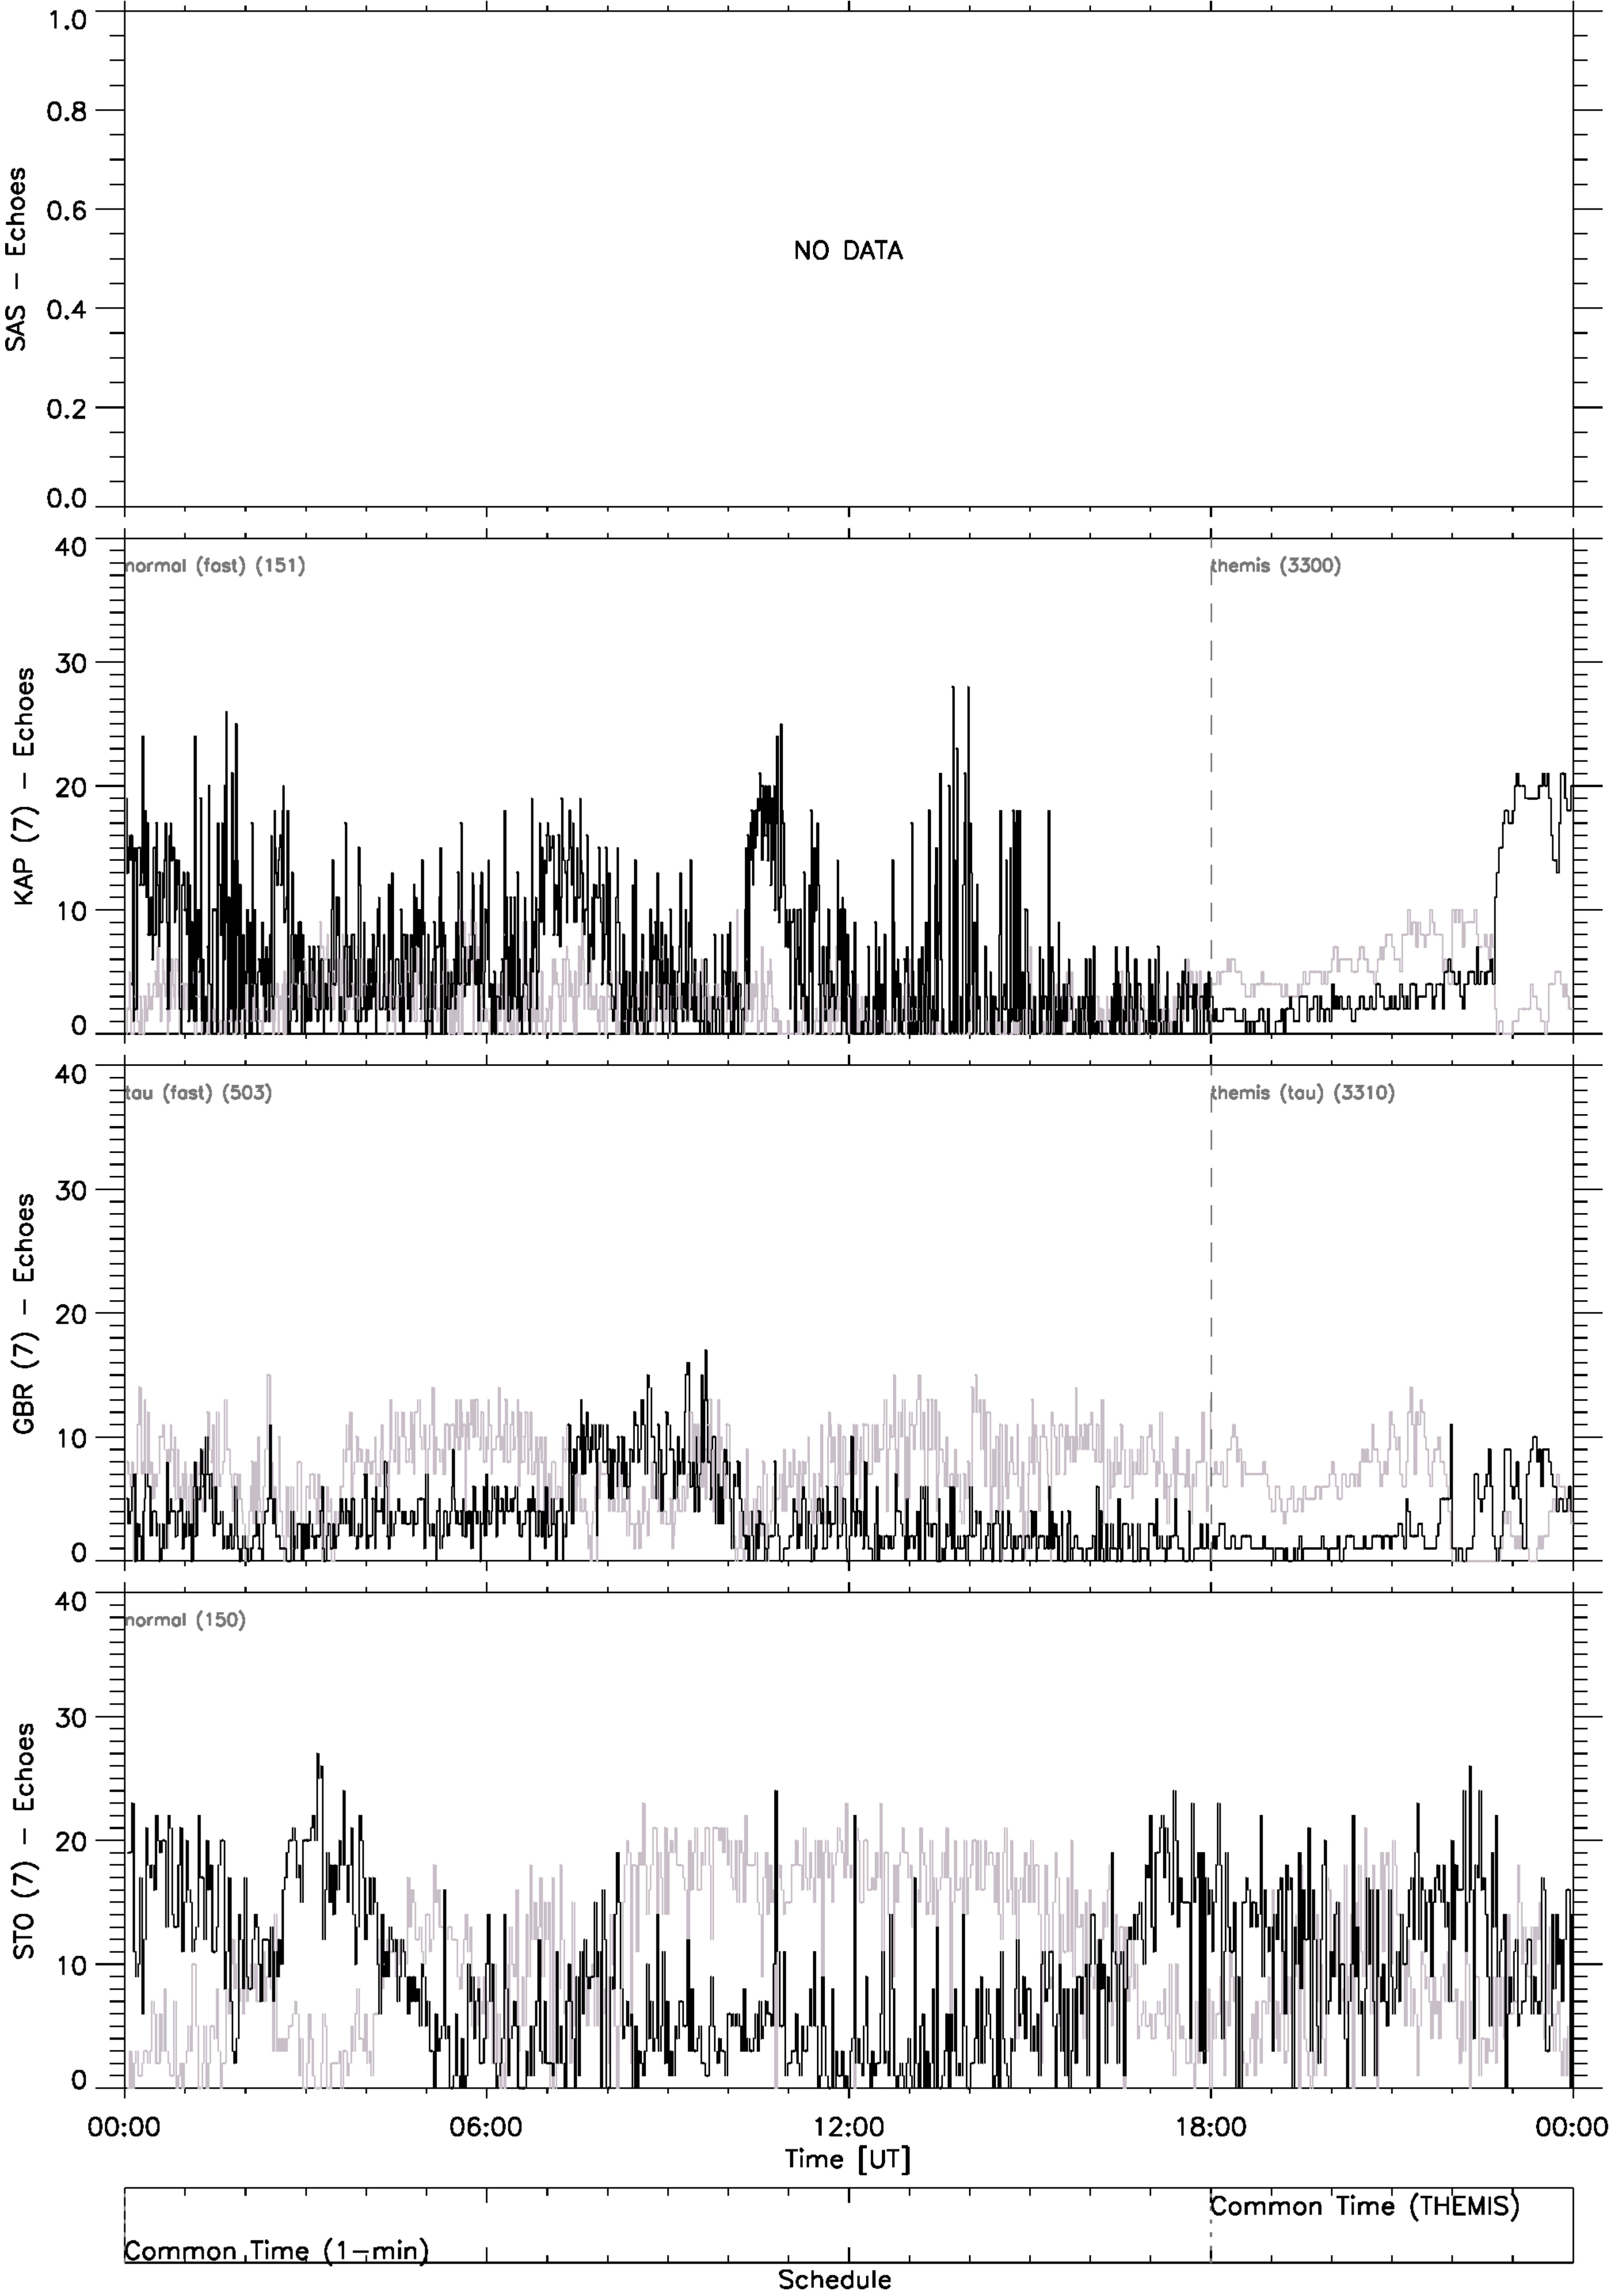 1.0
0.8
0.6
0.4
0.2
0.0
SAS – Echoes
NO DATA
40
30
20
10
0
KAP (7) – Echoes
normal (fast) (151)
themis (3300)
40
30
20
10
0
GBR (7) – Echoes
tau (fast) (503)
themis (tau) (3310)
40
30
20
10
0
STO (7) – Echoes
normal (150)
00:00 06:00 12:00 18:00 00:00
Time [UT]
Common Time (THEMIS)
Common Time (1–min)
Schedule